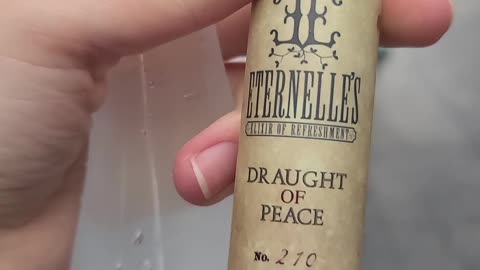 ETERNELLE'S
ELIXIR OF REFRESHMENT
DRAUGHT
OF
PEACE
No. 210